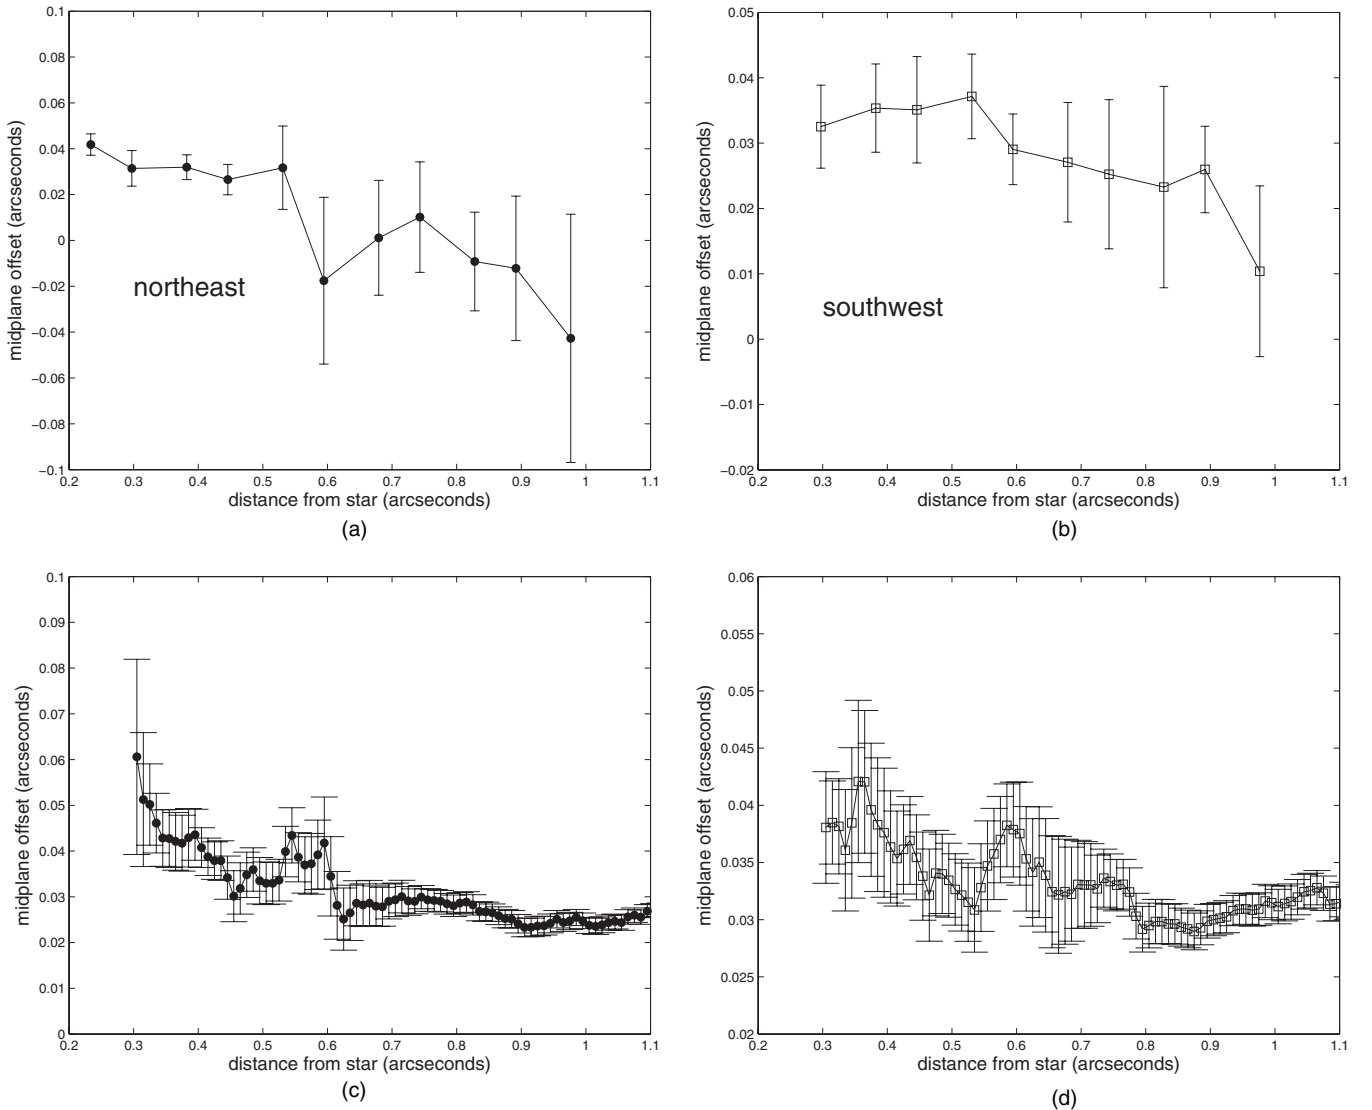 0.1
0.08
0.06
0.04
0.02
0
−0.02
−0.04
−0.06
−0.08
−0.1
midplane offset (arcseconds)
northeast
0.2 0.3 0.4 0.5 0.6 0.7 0.8 0.9 1 1.1
distance from star (arcseconds)
(a)
0.05
0.04
0.03
0.02
0.01
0
−0.01
−0.02
midplane offset (arcseconds)
southwest
0.2 0.3 0.4 0.5 0.6 0.7 0.8 0.9 1 1.1
distance from star (arcseconds)
(b)
0.1
0.09
0.08
0.07
0.06
0.05
0.04
0.03
0.02
0.01
0
midplane offset (arcseconds)
0.2 0.3 0.4 0.5 0.6 0.7 0.8 0.9 1 1.1
distance from star (arcseconds)
(c)
0.06
0.055
0.05
0.045
0.04
0.035
0.03
0.025
0.02
midplane offset (arcseconds)
0.2 0.3 0.4 0.5 0.6 0.7 0.8 0.9 1 1.1
distance from star (arcseconds)
(d)